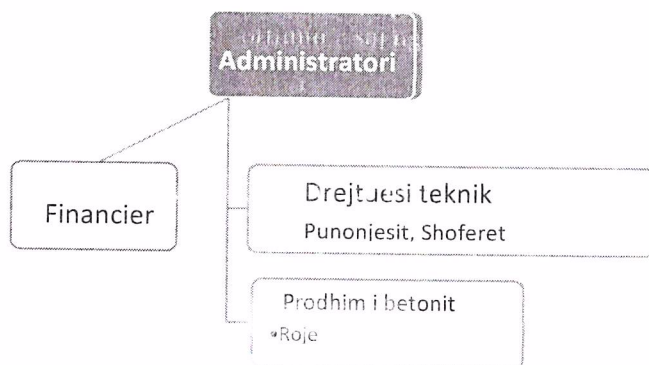 Administratori
Financier
Drejtuesi teknik
Punonjesit, Shoferet
Prodhim i betonit
•Roje